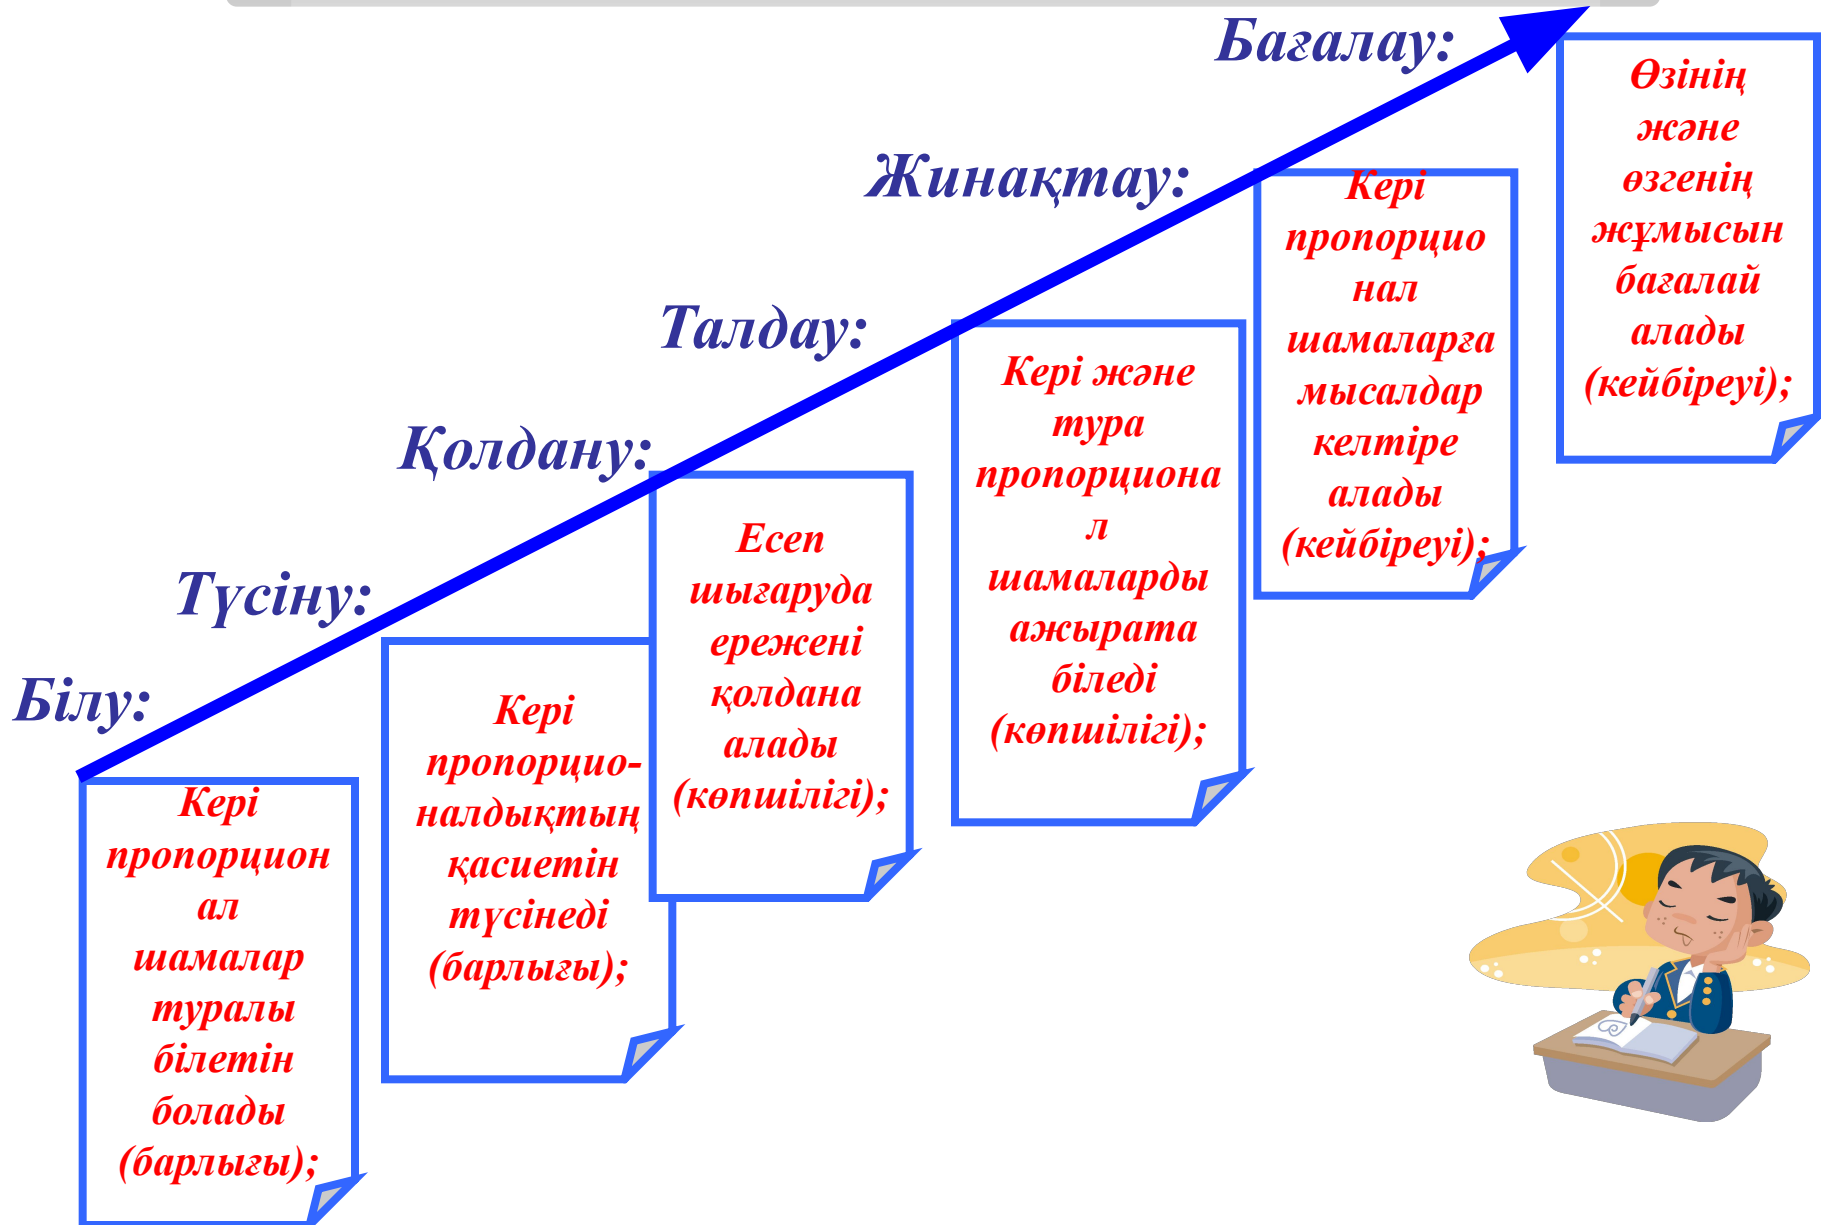 Білу:
Кері
пропорцион
ал
шамалар
туралы
білетін
болады
(барлығы);
Түсіну:
Кері
пропорцио-
налдықтың
қасиетін
түсінеді
(барлығы);
Қолдану:
Есеп
шығаруда
ережені
қолдана
алады
(көпшілігі);
Талдау:
Кері және
тура
пропорциона
л
шамаларды
ажырата
біледі
(көпшілігі);
Жинақтау:
Кері
пропорцио
нал
шамаларға
мысалдар
келтіре
алады
(кейбіреуі);
Бағалау:
Өзінің
және
өзгенің
жұмысын
бағалай
алады
(кейбіреуі);